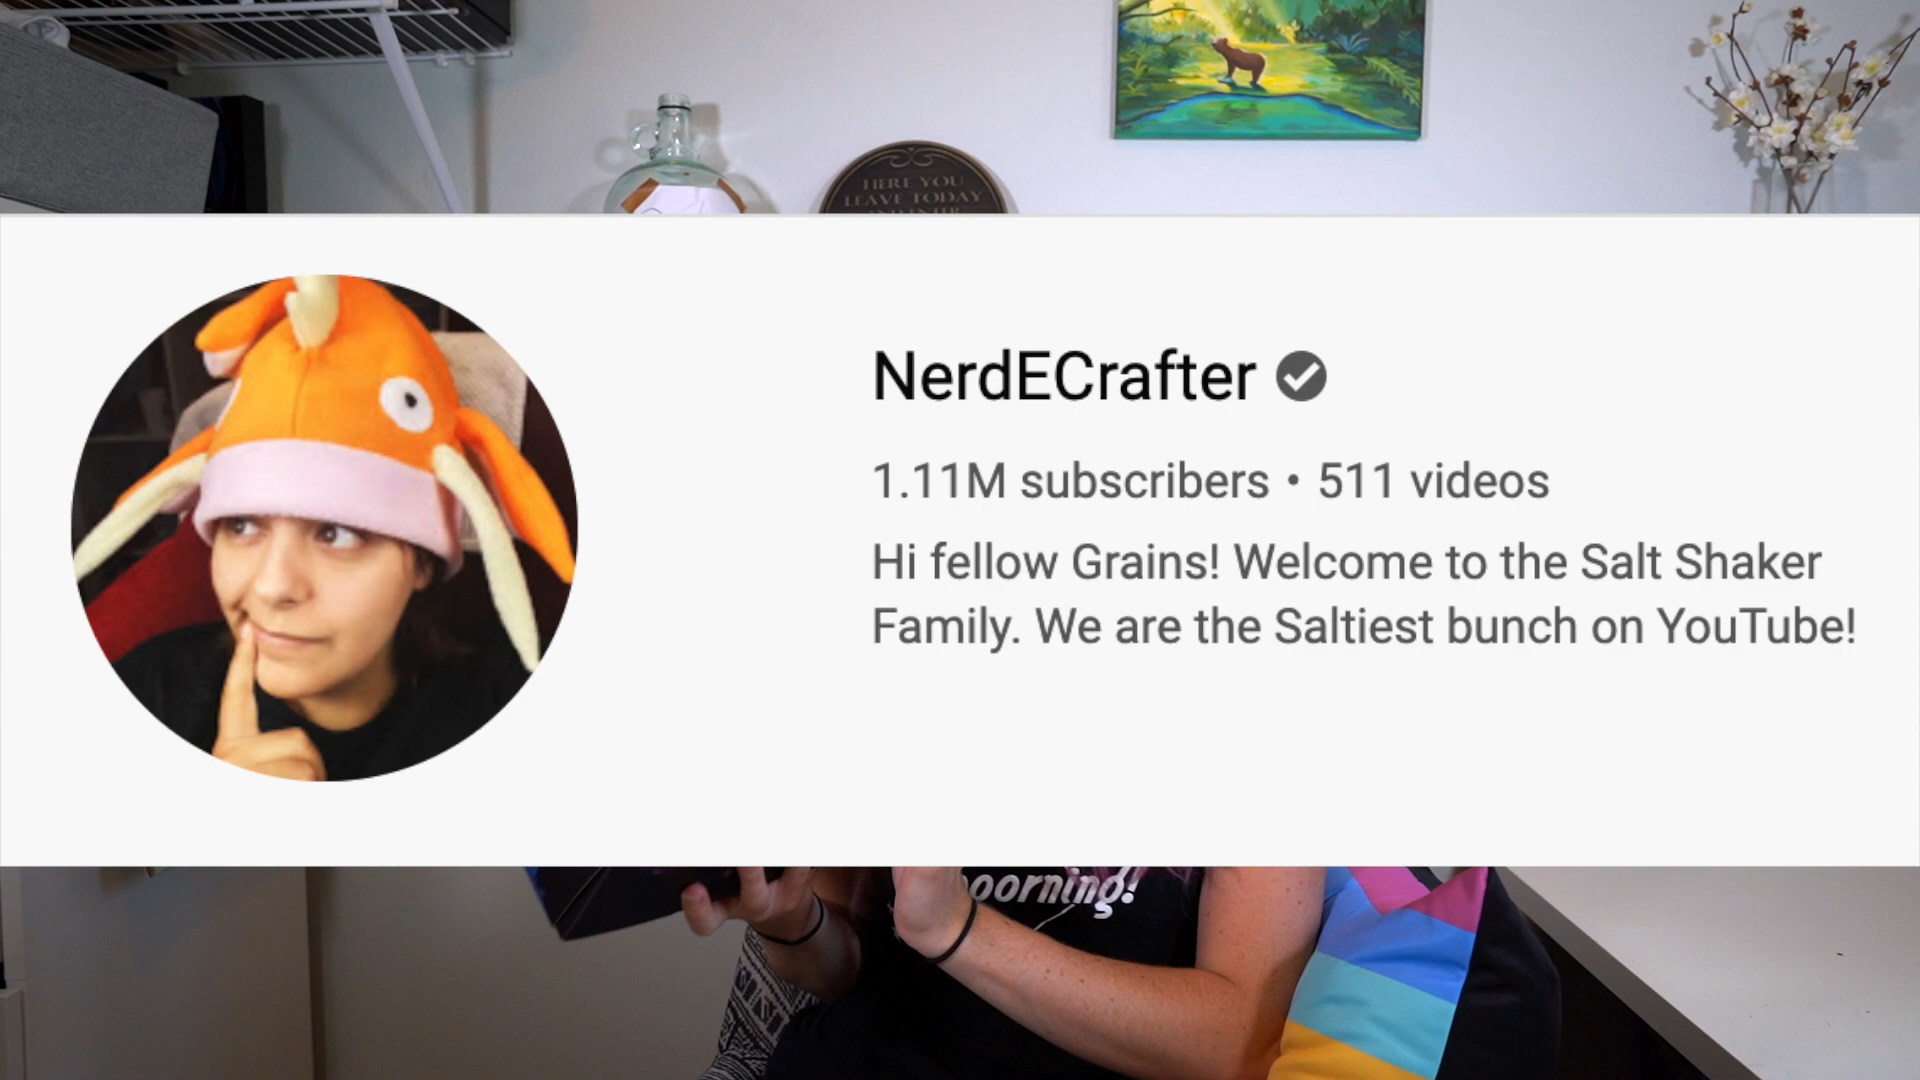 HERE YOU
LEAVE TODAY
NerdECrafter
1.11M subscribers • 511 videos
Hi fellow Grains! Welcome to the Salt Shaker
Family. We are the Saltiest bunch on YouTube!